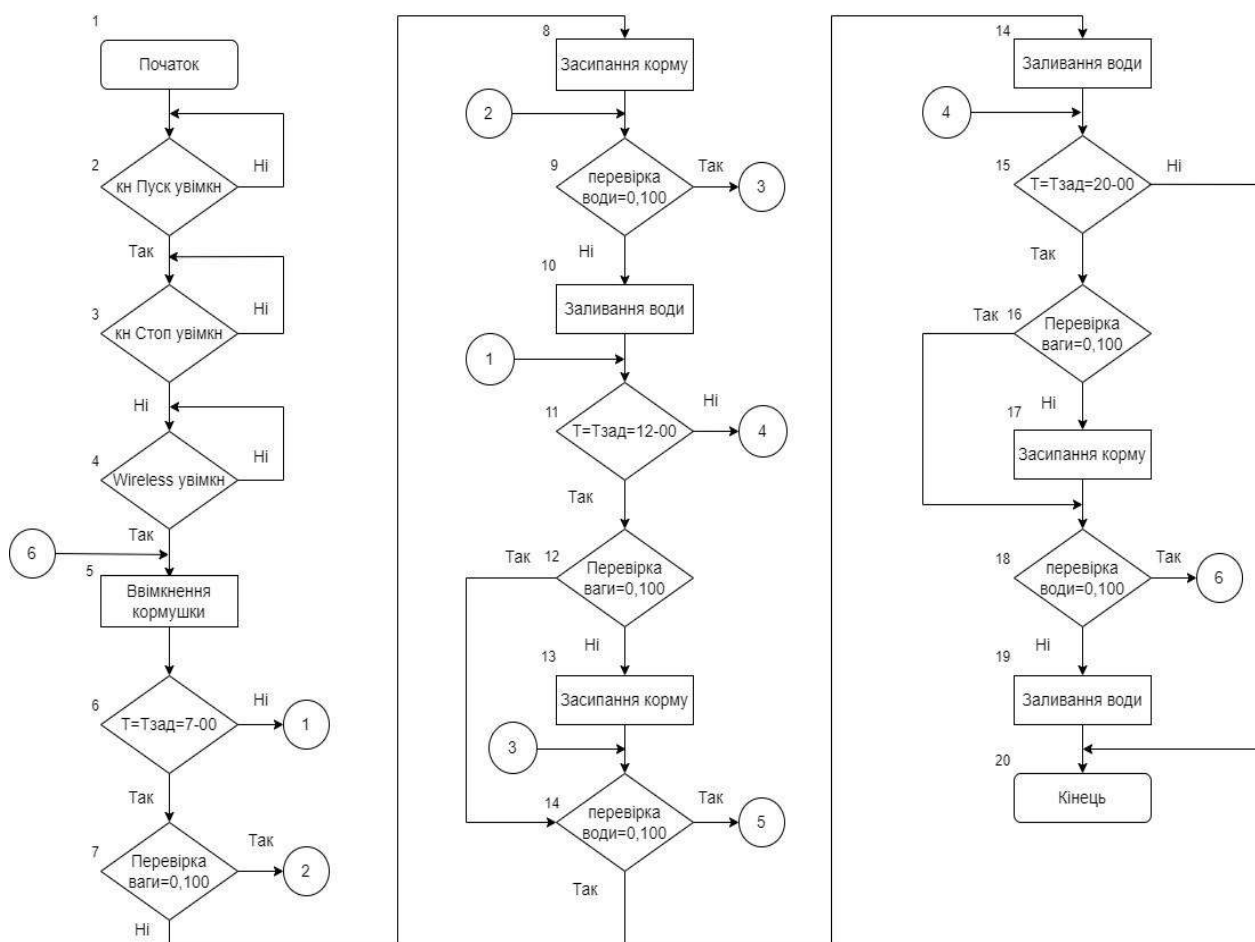 1
Початок
2
кн Пуск увімкн
Ні
Так
3
кн Стоп увімкн
Ні
Ні
4
Wireless увімкн
Ні
Так
6
5
Ввімкнення
кормушки
6
Т=Тзад=7-00
Ні
1
Так
7
Перевірка
ваги=0,100
Так
2
Ні
8
Засипання корму
2
9
перевірка
води=0,100
Так
3
Ні
10
Заливання води
1
11
Т=Тзад=12-00
Ні
4
Так
Так
12
Перевірка
ваги=0,100
Ні
13
Засипання корму
3
14
перевірка
води=0,100
Так
5
Так
14
Заливання води
4
15
Т=Тзад=20-00
Ні
Так
Так
16
Перевірка
ваги=0,100
Ні
17
Засипання корму
18
перевірка
води=0,100
Так
6
Ні
19
Заливання води
20
Кінець